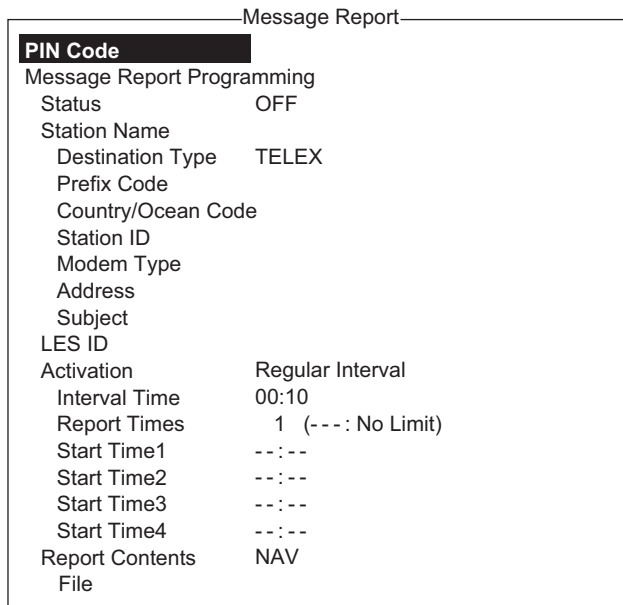 Message Report
PIN Code
Message Report Programming
Status OFF
Station Name
Destination Type TELEX
Prefix Code
Country/Ocean Code
Station ID
Modem Type
Address
Subject
LES ID
Activation Regular Interval
Interval Time 00:10
Report Times 1 (---: No Limit)
Start Time1 --:--
Start Time2 --:--
Start Time3 --:--
Start Time4 --:--
Report Contents NAV
File